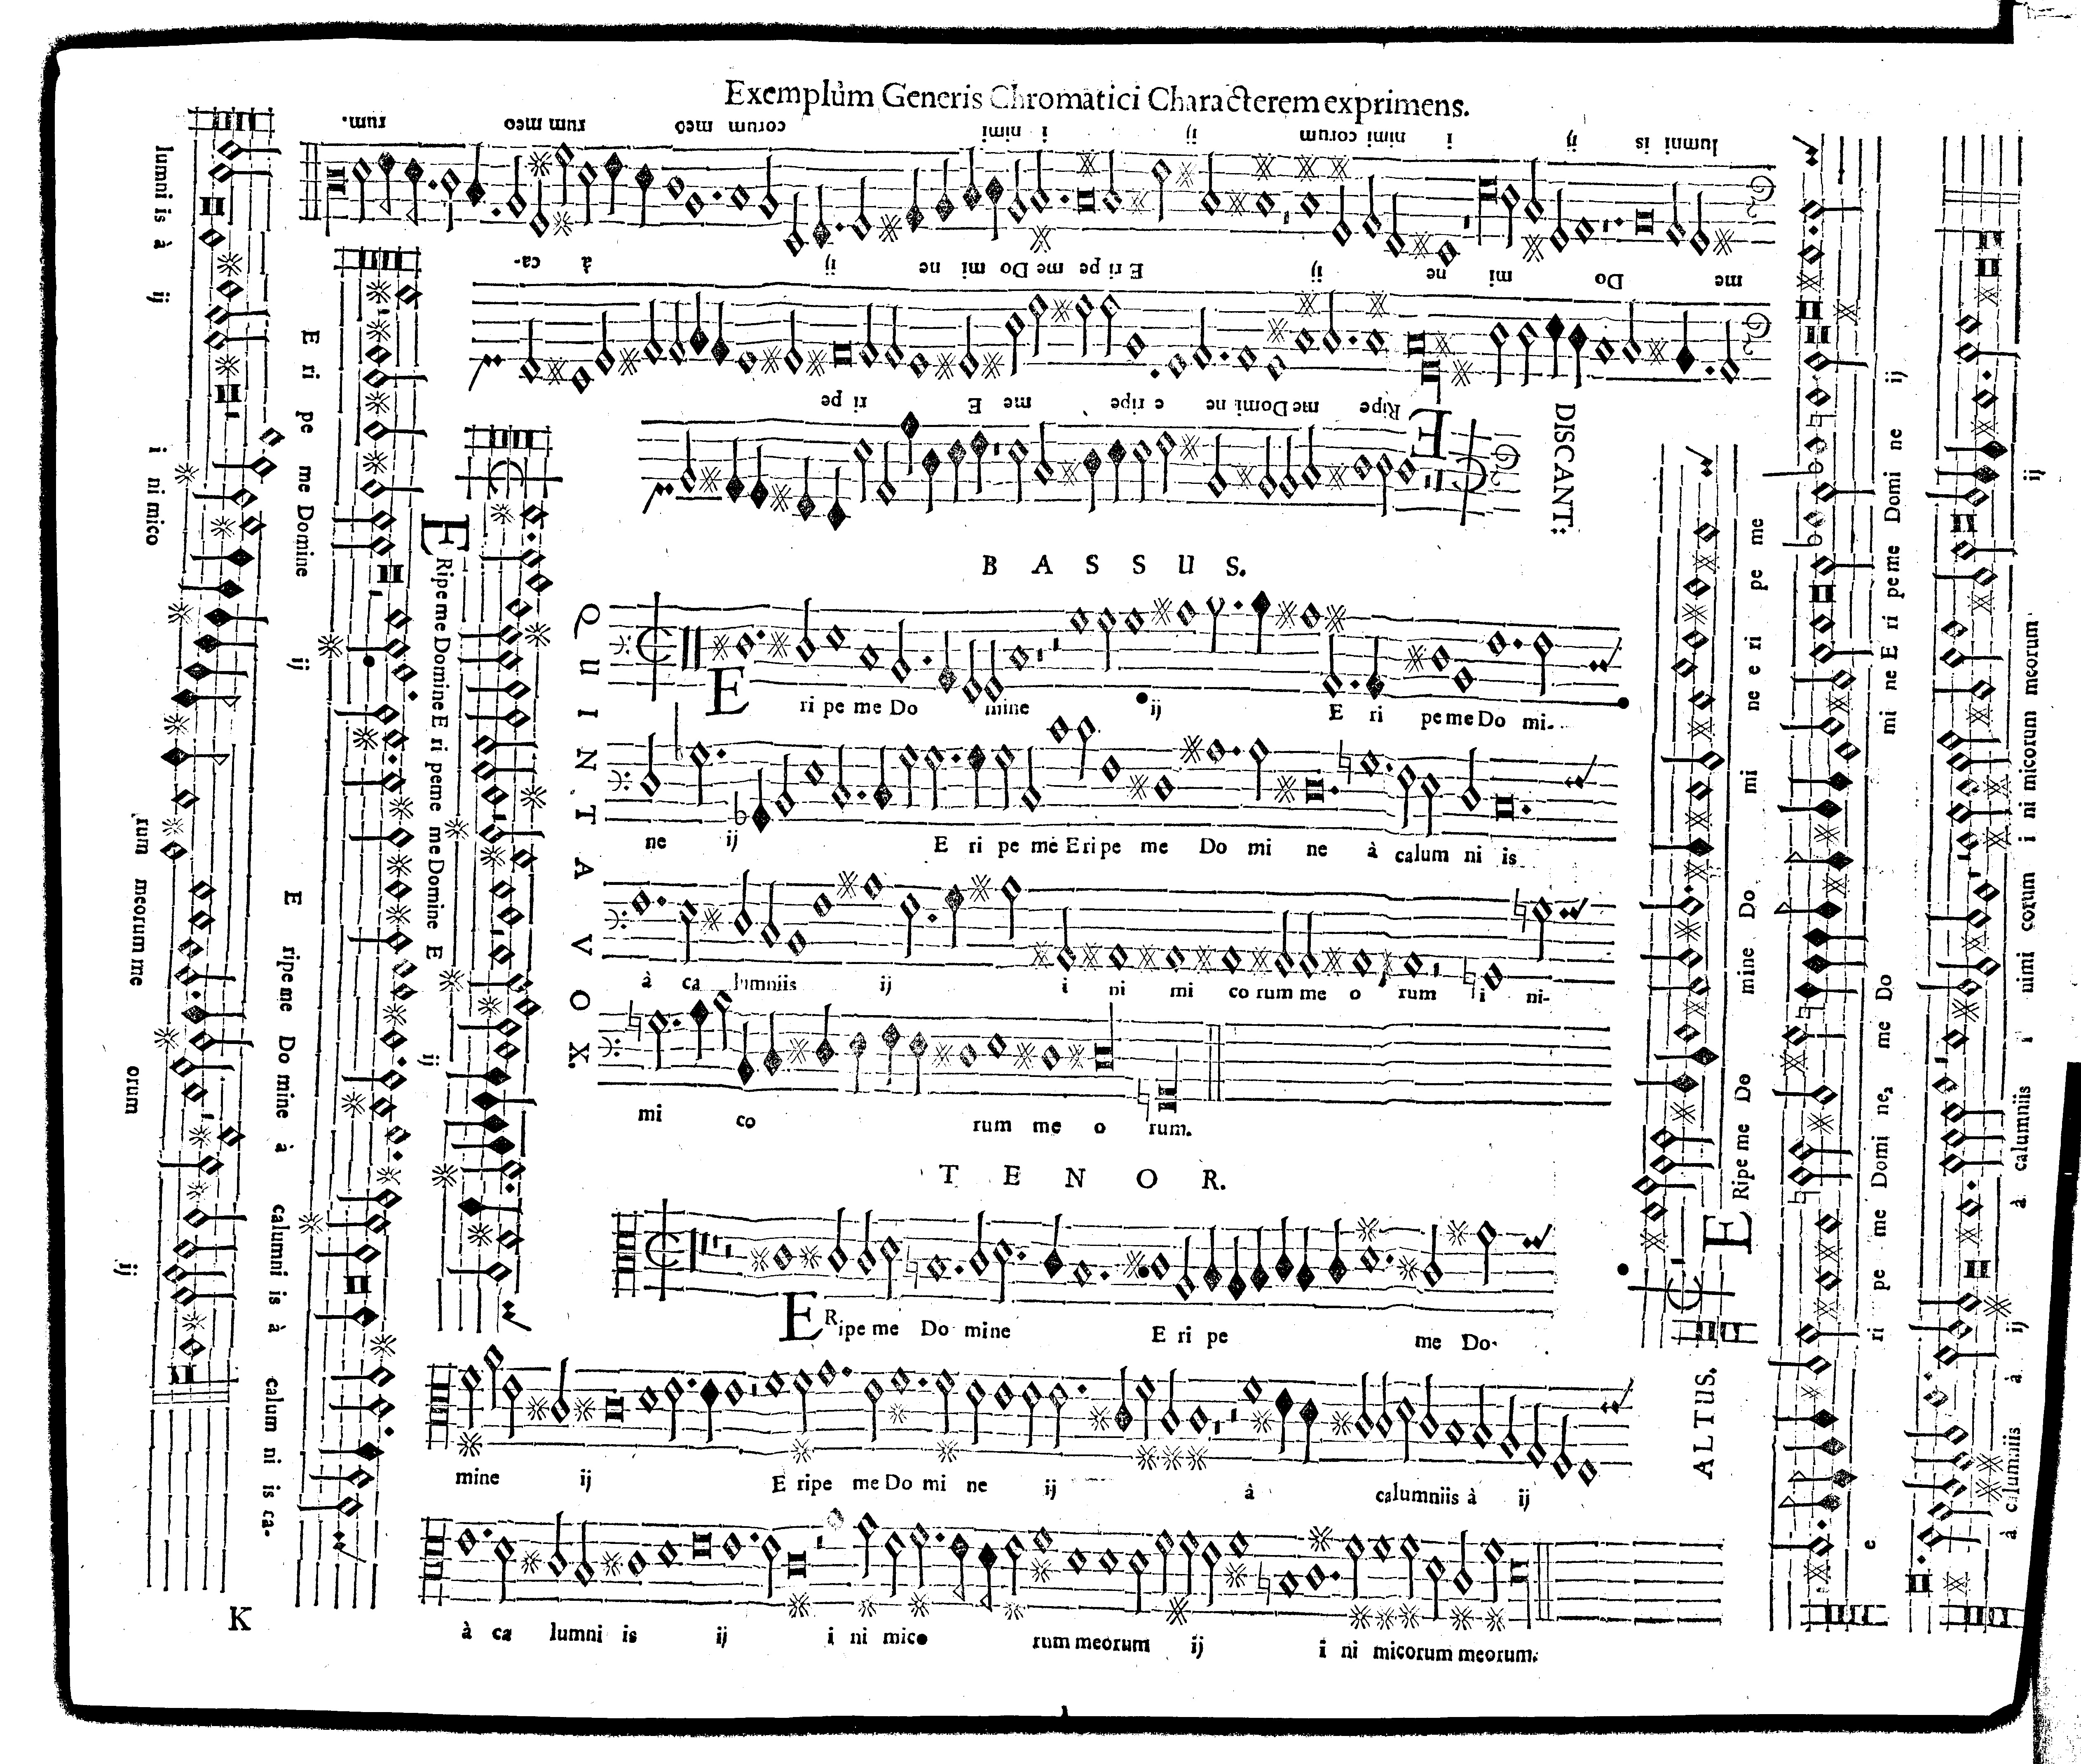 Exemplùm Generis Chromatici Characterem exprimens.
DISCANT:
E Ripe me Domine e ripe me E ri pe
me Do mi ne ij E ri pe me Do mi ne ij à ca-
lumni is ij i nimi corum ij i nimi corum meo rum meo rum.
BASSUS.
QUINTA VOX.
E ri pe me Do mine ij E ri pe me Do mi-
ne ij E ri pe me E ripe me Do mi ne à calum ni is
à ca lumniis ij i ni mi co rum me o rum i ni-
mi co rum me o rum.
TENOR.
ERipe me Do mine E ri pe me Do-
mine ij E ripe me Do mi ne ij à calumniis à ij
à ca lumni is ij i ni mico rum meorum ij i ni micorum meorum.
E Ripe me Domine E ri peme me Domine E ij
E ri pe me Domine ij E ripe me Do mine à calumni is à calum ni is ca-
lumni is à ij i ni mico rum meorum me orum ij
ALTUS.
E Ripe me Do mine Do mi ne e ri pe me
ri pe me Domi ne, me Do mi ne E ri pe me Domi ne ij
à calumniis à ij à calumniis i nimi corum i ni micorum meorum ij
K